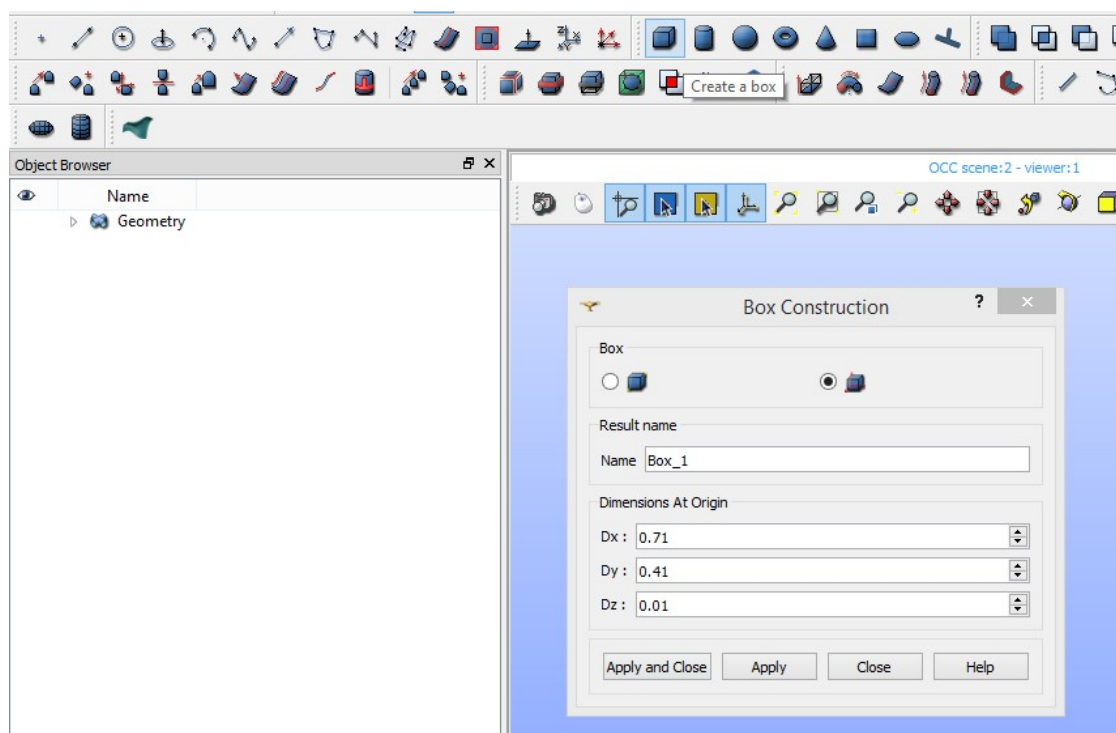 Create a box
Object Browser
Name
Geometry
OCC scene:2 - viewer:1
Box Construction
?
Box
Result name
Name Box_1
Dimensions At Origin
Dx : 0.71
Dy : 0.41
Dz : 0.01
Apply and Close Apply Close Help